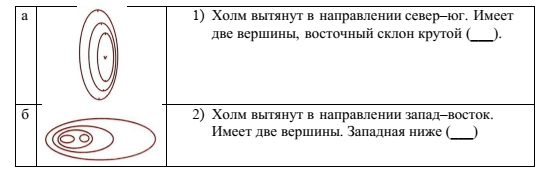 а
1) Холм вытянут в направлении север–юг. Имеет
две вершины, восточный склон крутой (___).
б
2) Холм вытянут в направлении запад–восток.
Имеет две вершины. Западная ниже (___)